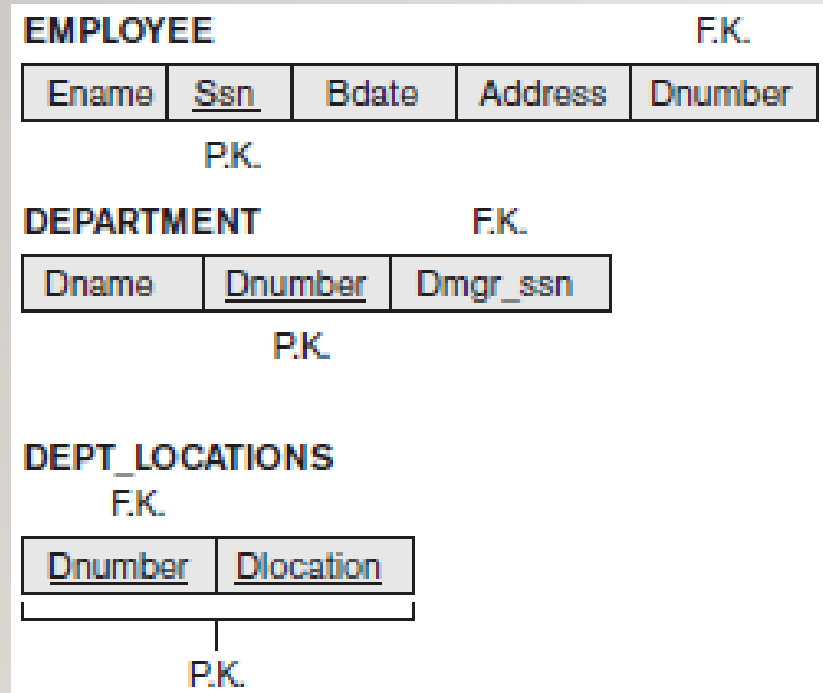 EMPLOYEE F.K.
Ename Ssn Bdate Address Dnumber
P.K.
DEPARTMENT F.K.
Dname Dnumber Dmgr_ssn
P.K.
DEPT_LOCATIONS
F.K.
Dnumber Dlocation
P.K.